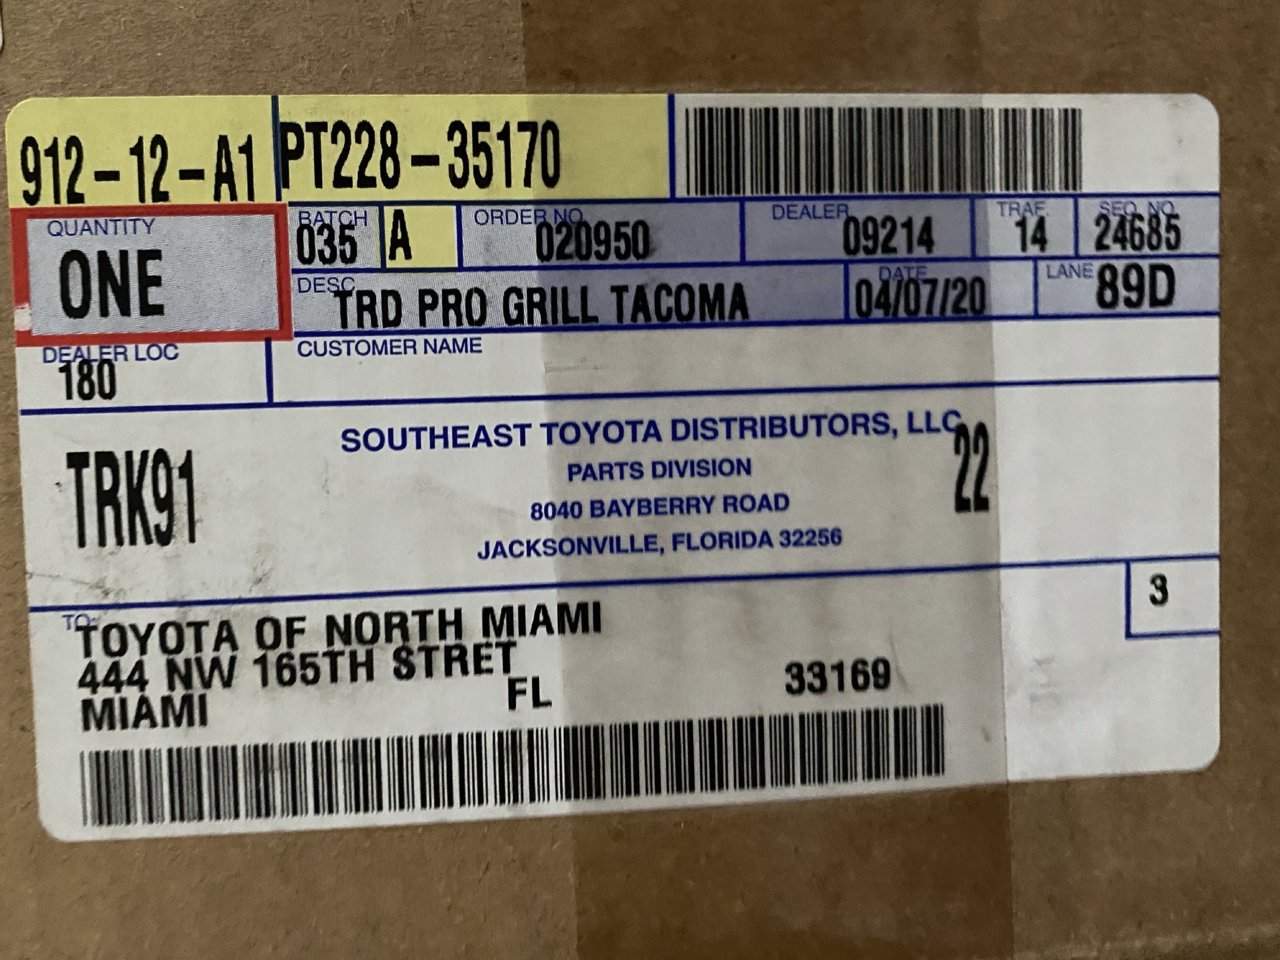 912-12-A1 PT228-35170
QUANTITY ONE
BATCH 035 A ORDER NO 020950 DEALER 09214 TRAF 14 SEQ NO 24685
DESC TRD PRO GRILL TACOMA DATE 04/07/20 LANE 89D
DEALER LOC 180 CUSTOMER NAME
SOUTHEAST TOYOTA DISTRIBUTORS, LLC
PARTS DIVISION
8040 BAYBERRY ROAD
JACKSONVILLE, FLORIDA 32256
TRK91 22
3
TO:
TOYOTA OF NORTH MIAMI
444 NW 165TH STRET
MIAMI FL 33169